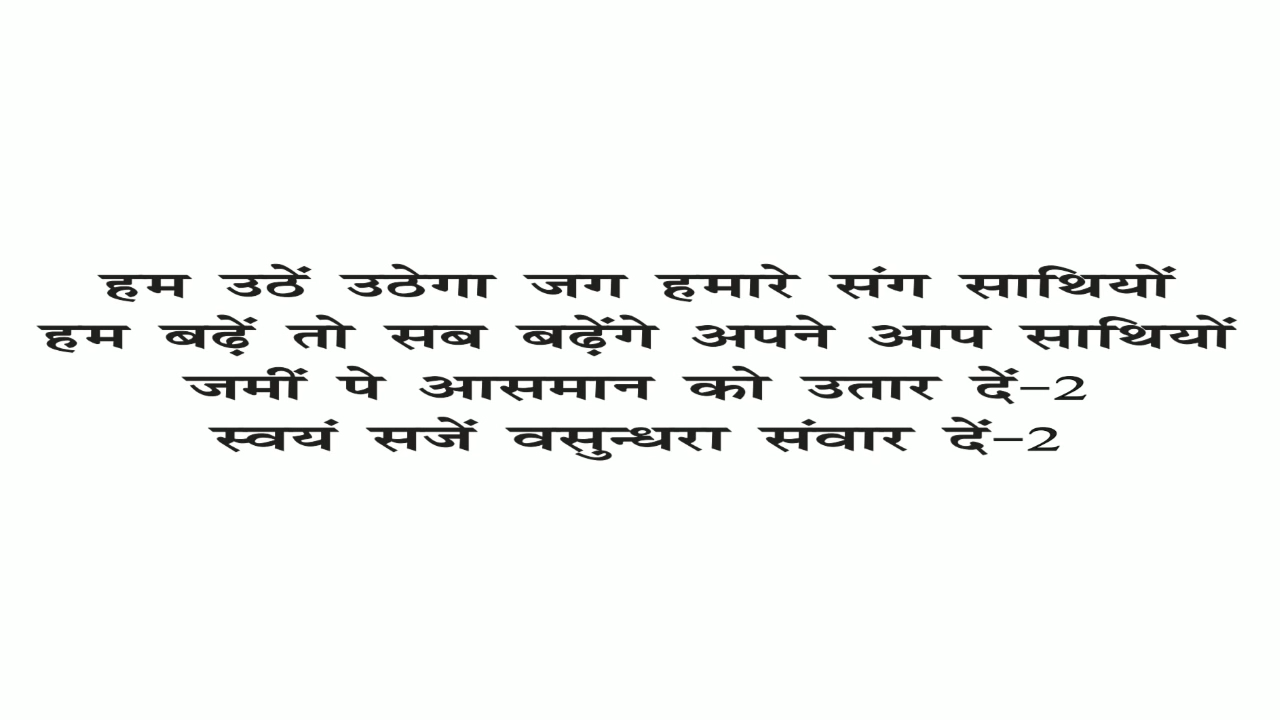 हम उठें उठेगा जग हमारे संग साथियों
हम बढ़ें तो सब बढ़ेंगे अपने आप साथियों
जमीं पे आसमान को उतार दें–2
स्वयं सजें वसुन्धरा संवार दें–2